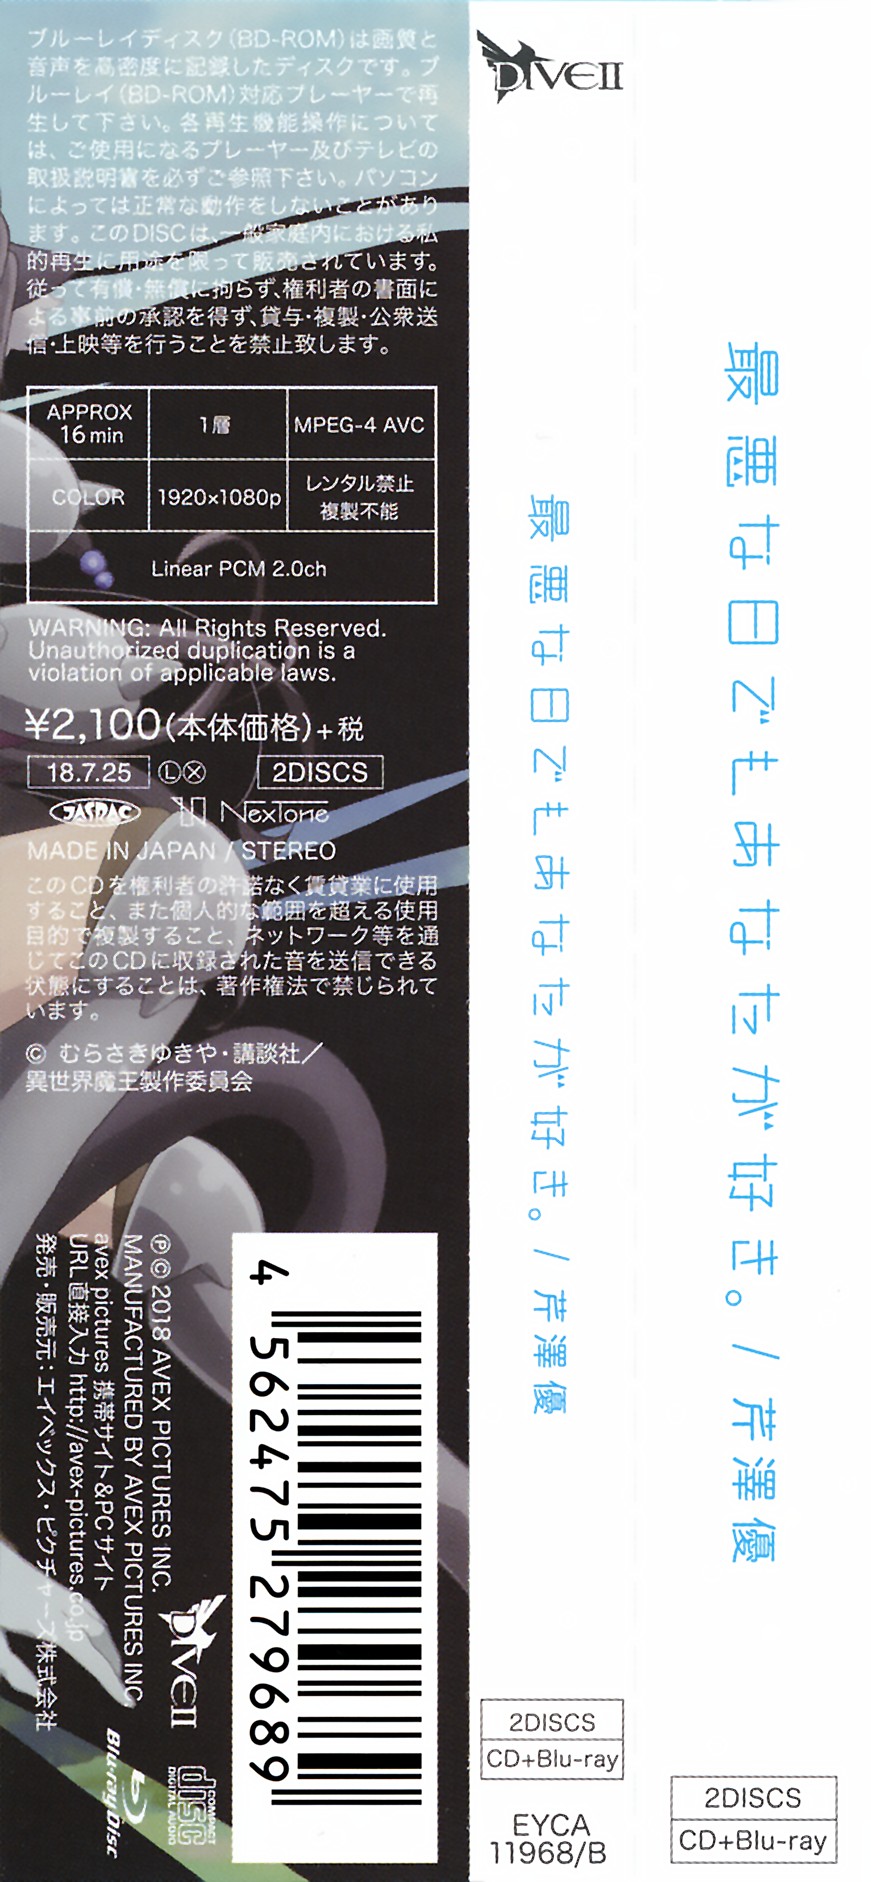 ブルーレイディスク(BD-ROM)は画質と
音声を高密度に記録したディスクです。ブ
ルーレイ(BD-ROM)対応プレーヤーで再
生して下さい。各再生機能操作について
は、ご使用になるプレーヤー及びテレビの
取扱説明書を必ずご参照下さい。パソコン
によっては正常な動作をしないことがあり
ます。このDISCは、一般家庭内における私
的再生に用途を限って販売されています。
従って有償・無償に拘らず、権利者の書面に
よる事前の承認を得ず、貸与・複製・公衆送
信・上映等を行うことを禁止致します。
APPROX
16min
1層
MPEG-4 AVC
COLOR
1920×1080p
レンタル禁止
複製不能
Linear PCM 2.0ch
WARNING: All Rights Reserved.
Unauthorized duplication is a
violation of applicable laws.
¥2,100(本体価格)+税
18.7.25 ⓁⓍ 2DISCS
JASRAC NexTone
MADE IN JAPAN / STEREO
このCDを権利者の許諾なく賃貸業に使用
すること、また個人的な範囲を超える使用
目的で複製すること、ネットワーク等を通
じてこのCDに収録された音を送信できる
状態にすることは、著作権法で禁じられて
います。
© むらさきゆきや・講談社／
異世界魔王製作委員会
℗© 2018 AVEX PICTURES INC.
MANUFACTURED BY AVEX PICTURES INC.
avex pictures 携帯サイト&PCサイト
URL 直接入力 http://avex-pictures.co.jp
発売・販売元：エイベックス・ピクチャーズ株式会社
DIVEII
COMPACT
disc
DIGITAL AUDIO
Blu-ray Disc
4 562475 279689
DIVEII
最悪な日でもあなたが好き。/ 芹澤優
2DISCS
CD+Blu-ray
EYCA
11968/B
最悪な日でもあなたが好き。/ 芹澤優
2DISCS
CD+Blu-ray